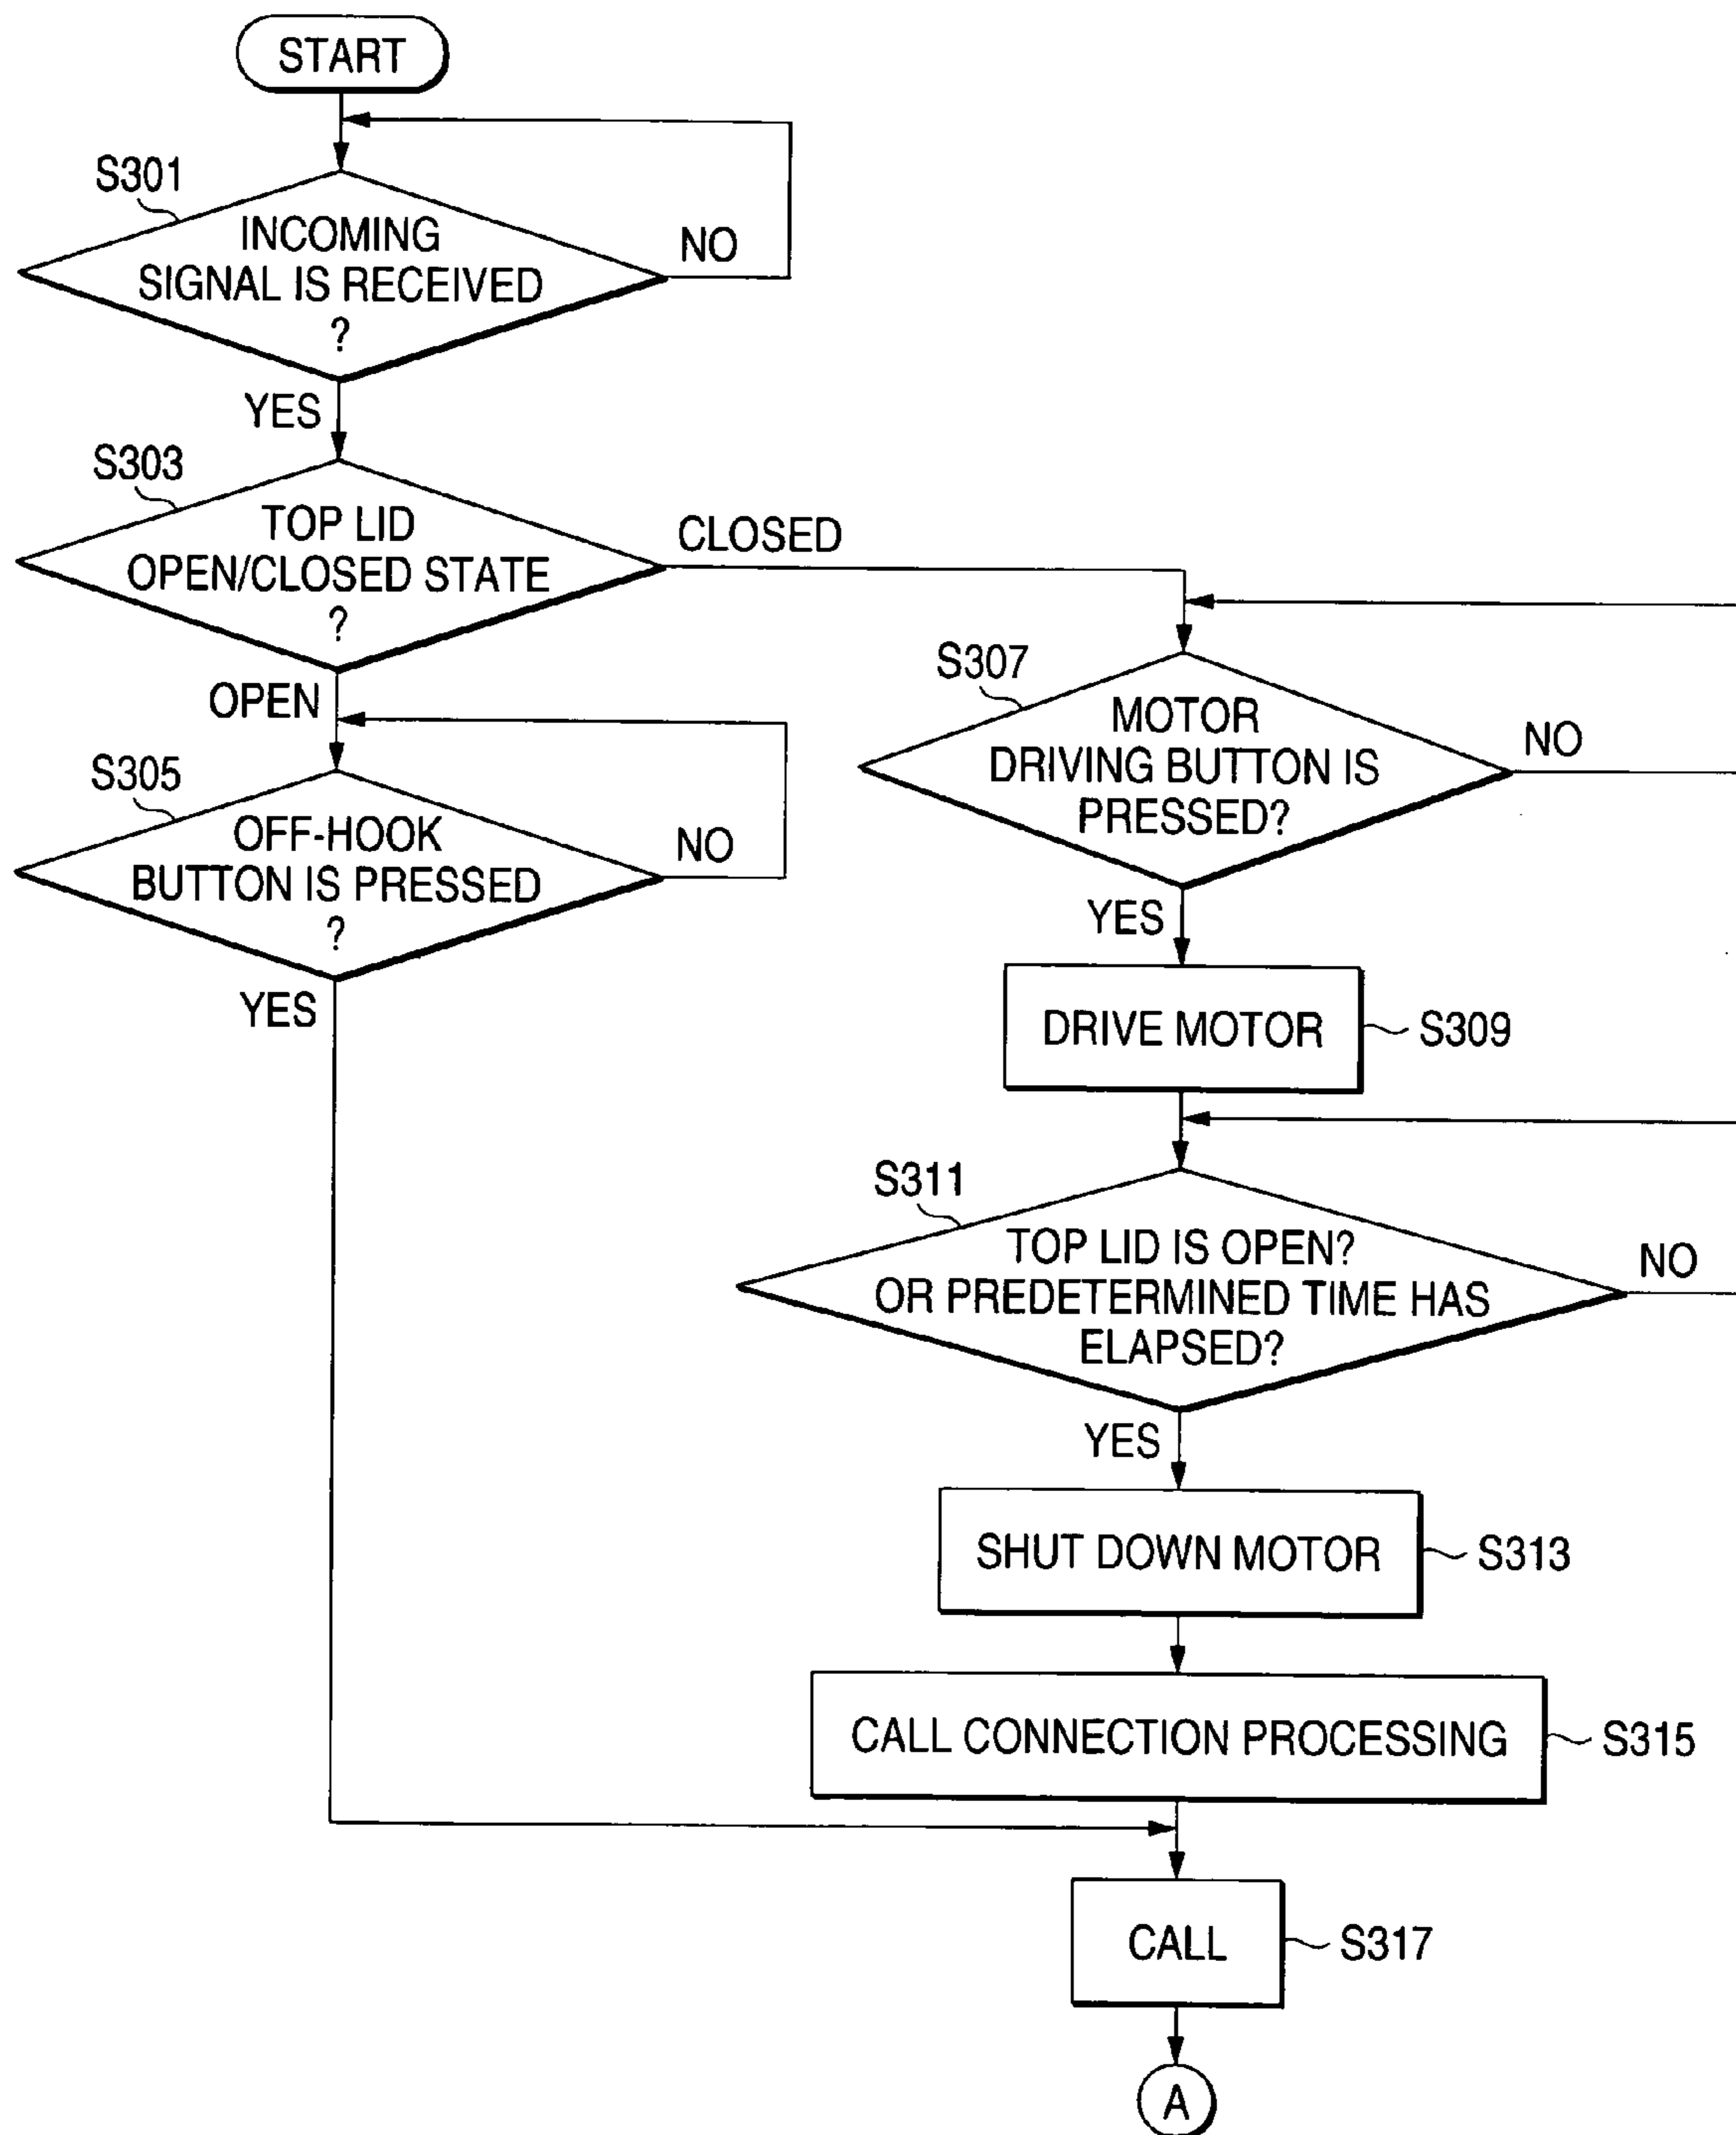 START
S301
INCOMING
SIGNAL IS RECEIVED
?
NO
YES
S303
TOP LID
OPEN/CLOSED STATE
?
CLOSED
OPEN
S305
OFF-HOOK
BUTTON IS PRESSED
?
NO
YES
S307
MOTOR
DRIVING BUTTON IS
PRESSED?
NO
YES
DRIVE MOTOR
S309
S311
TOP LID IS OPEN?
OR PREDETERMINED TIME HAS
ELAPSED?
NO
YES
SHUT DOWN MOTOR
S313
CALL CONNECTION PROCESSING
S315
CALL
S317
A